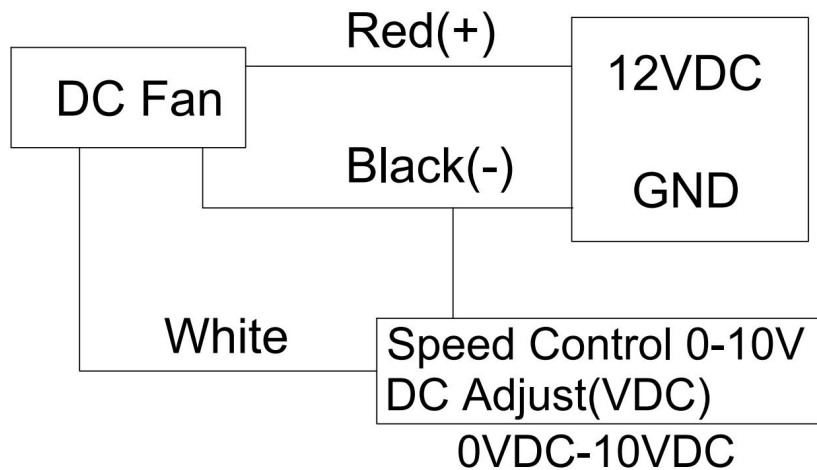 Red(+)
DC Fan
12VDC
Black(-)
GND
White
Speed Control 0-10V
DC Adjust(VDC)
0VDC-10VDC